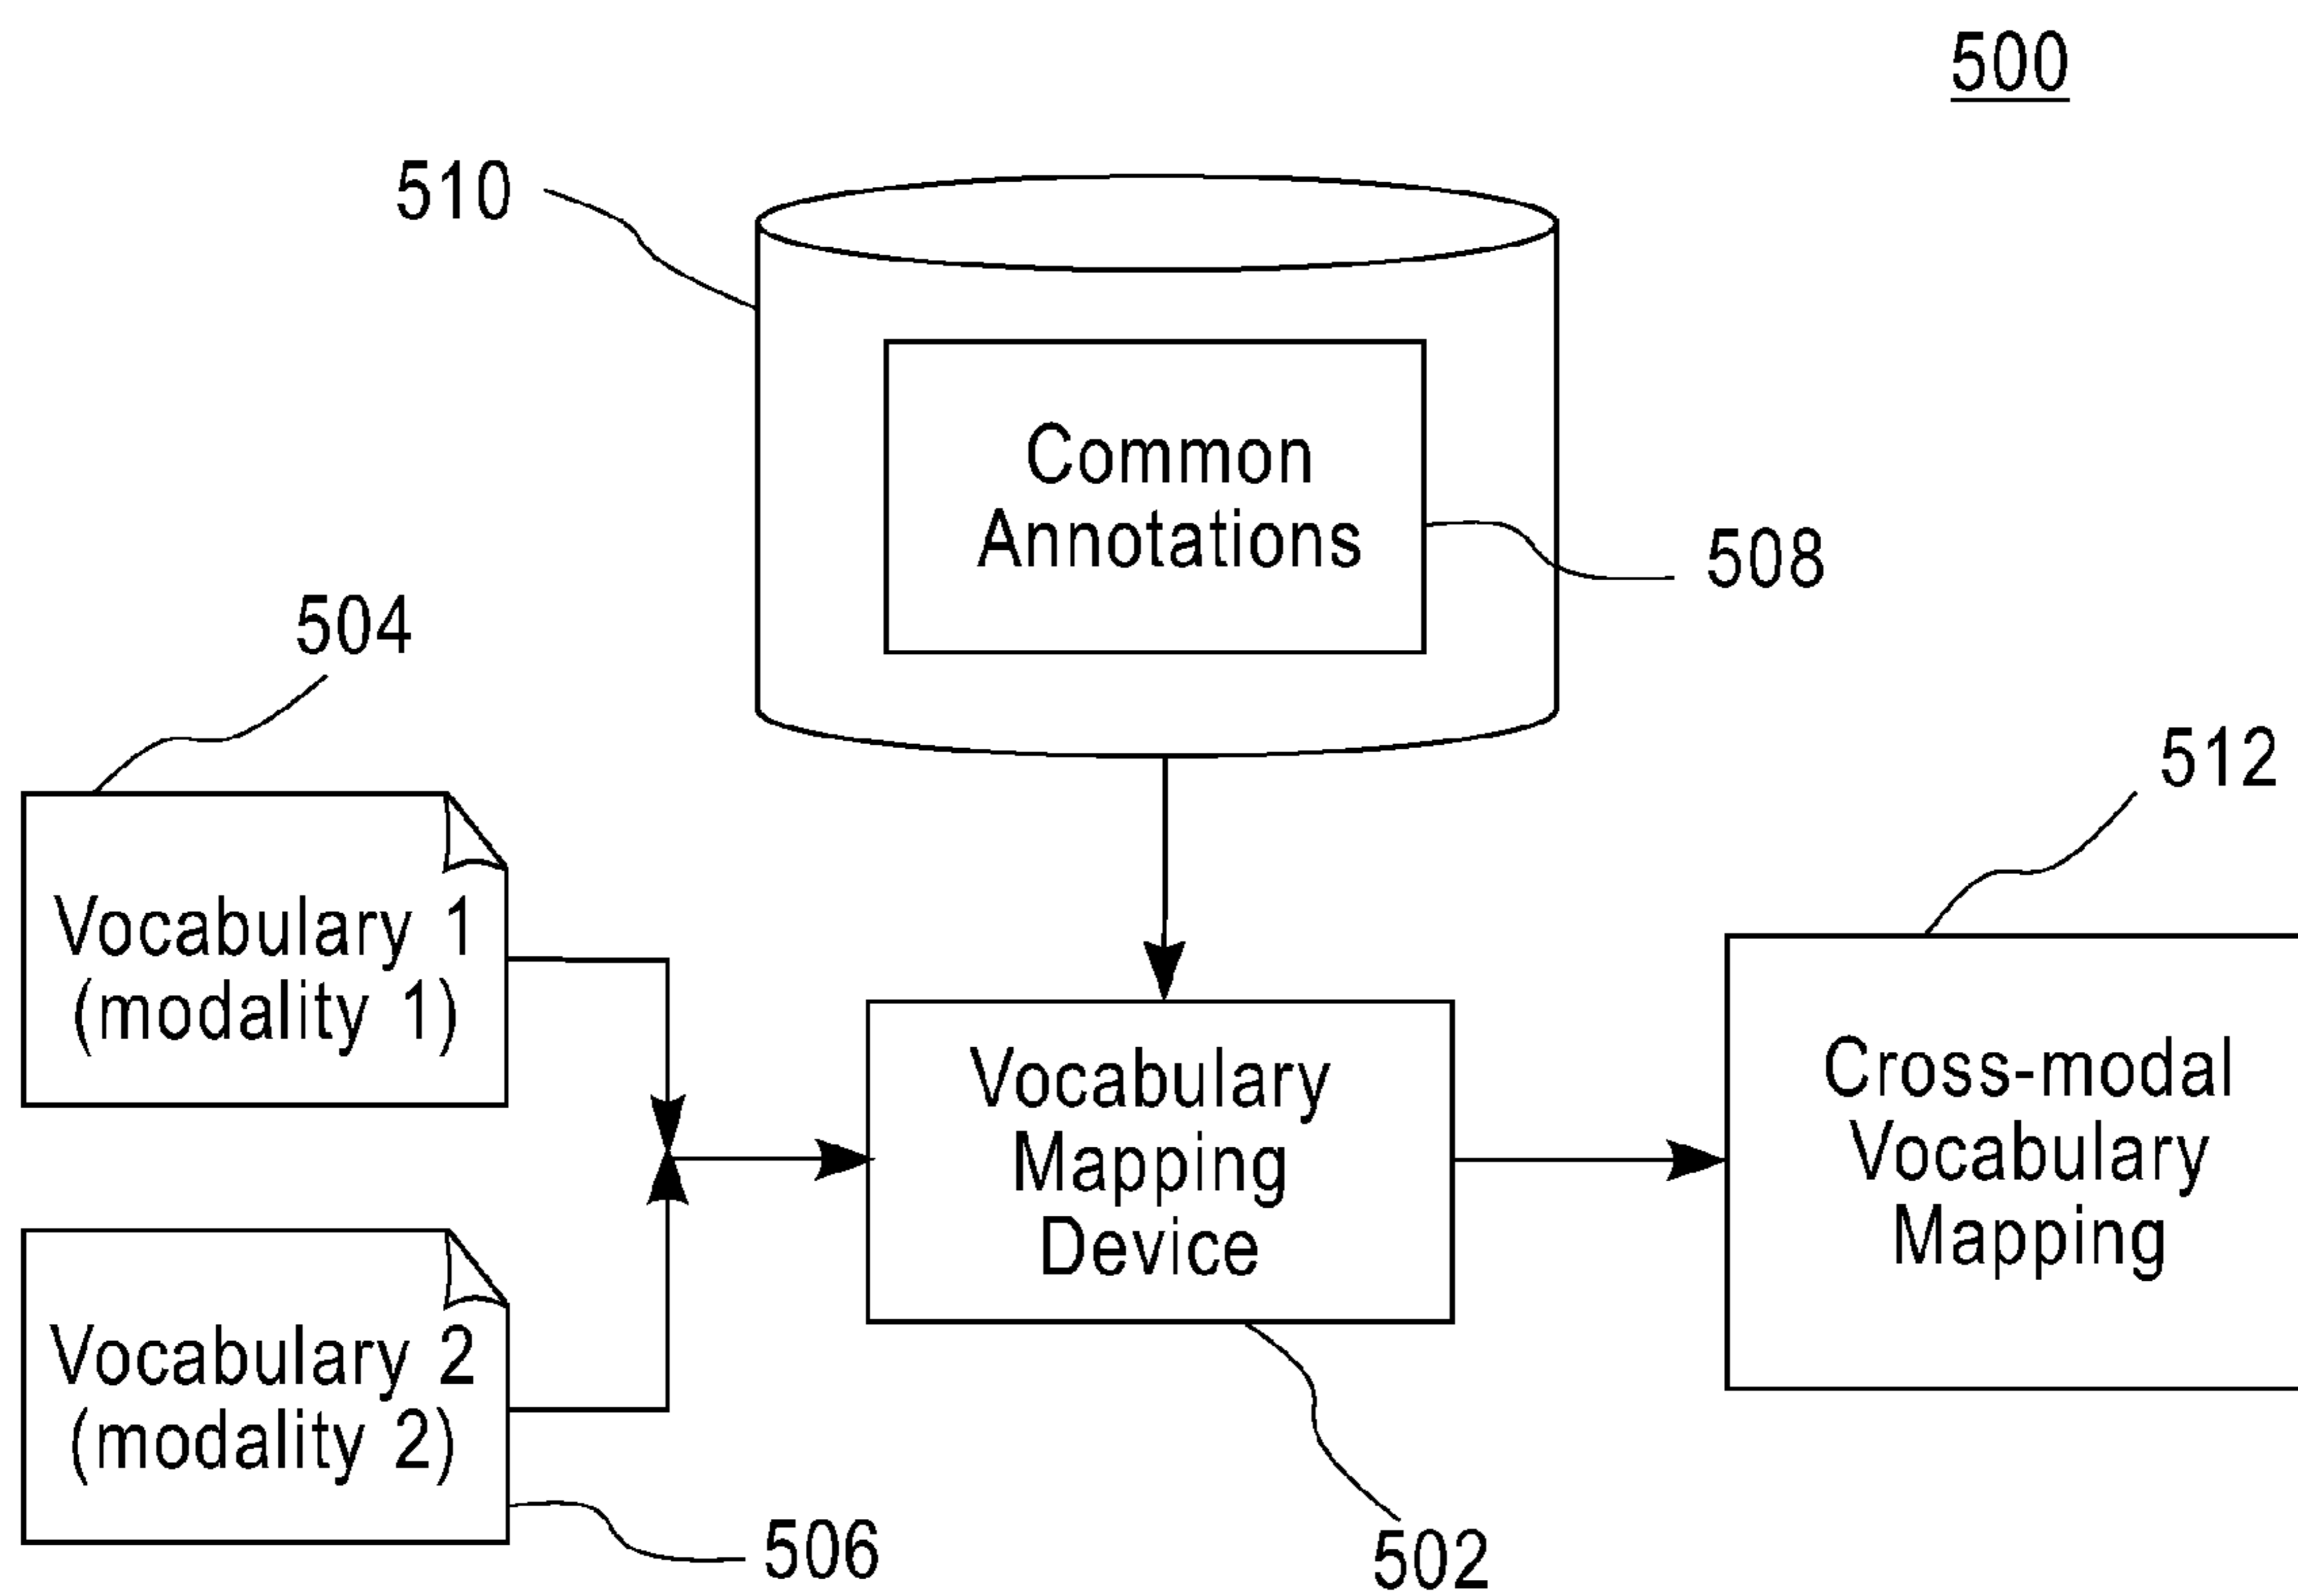 500
510
Common
Annotations
508
504
512
Vocabulary 1
(modality 1)
Vocabulary
Mapping
Device
Cross-modal
Vocabulary
Mapping
Vocabulary 2
(modality 2)
506
502